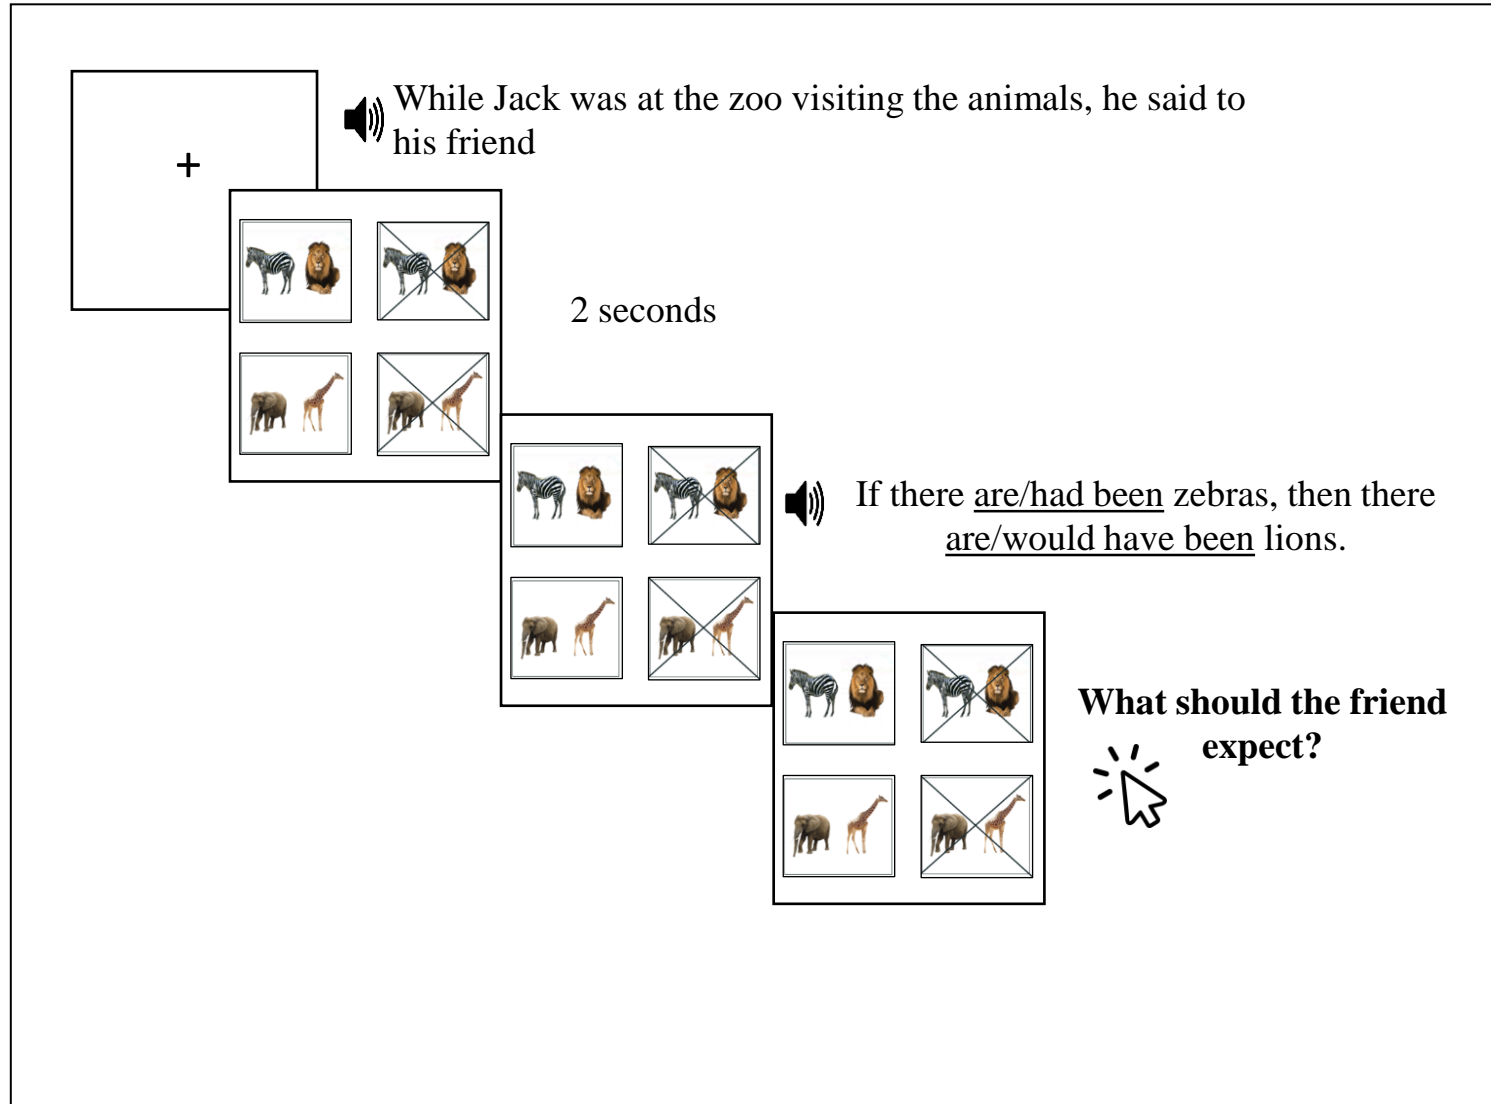 While Jack was at the zoo visiting the animals, he said to
his friend
+
2 seconds
If there are/had been zebras, then there
are/would have been lions.
What should the friend
expect?